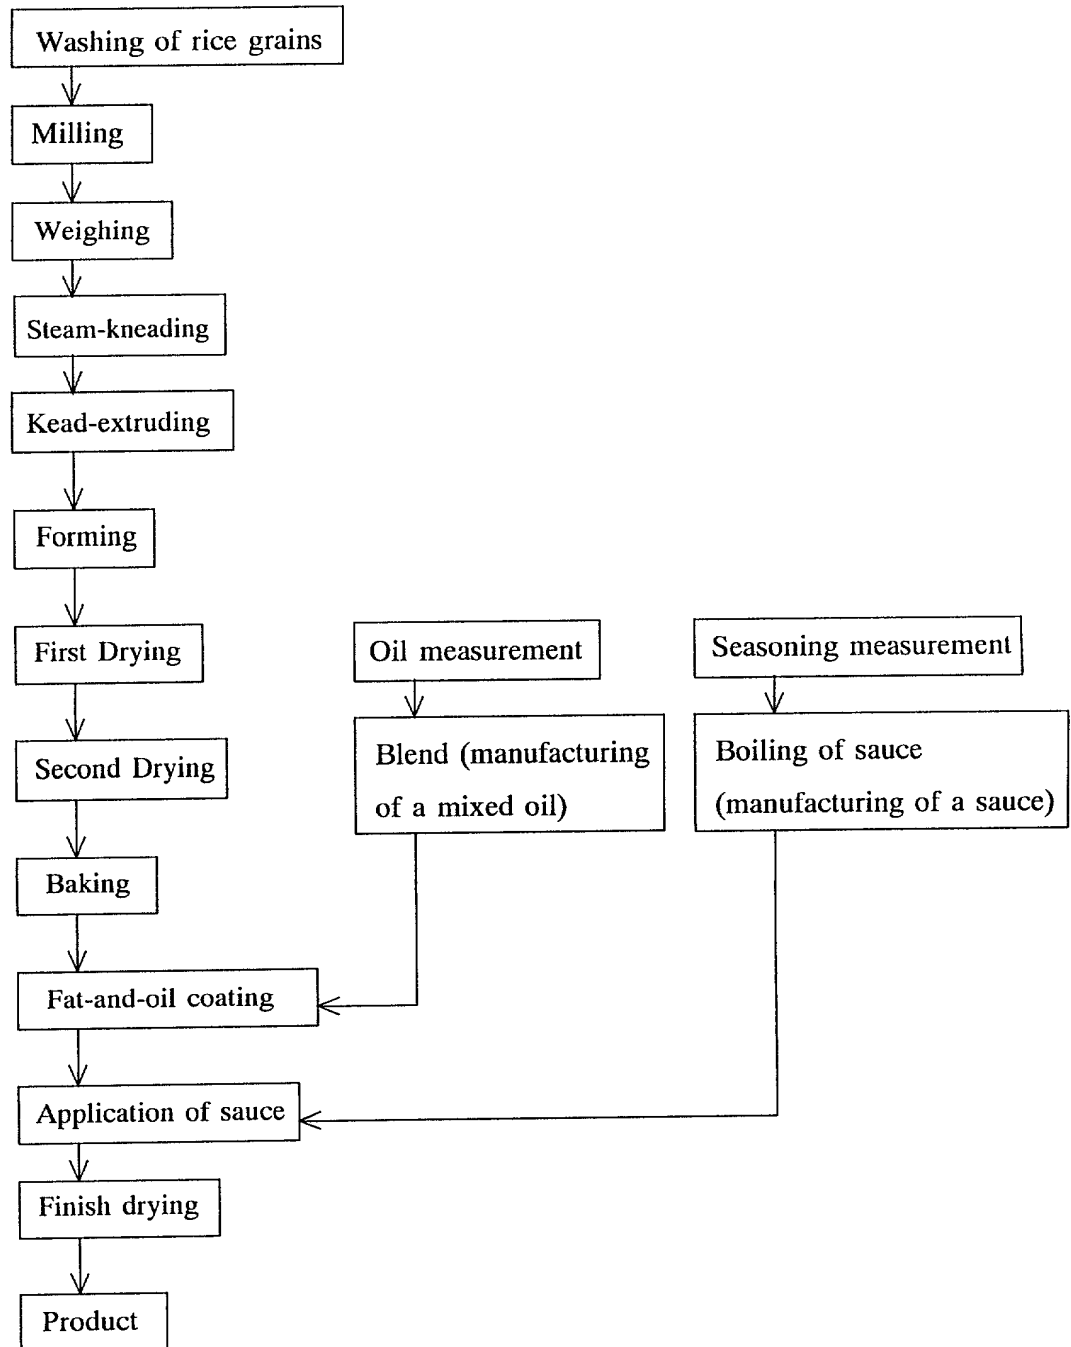 Washing of rice grains
Milling
Weighing
Steam-kneading
Kead-extruding
Forming
First Drying
Second Drying
Baking
Fat-and-oil coating
Application of sauce
Finish drying
Product
Oil measurement
Blend (manufacturing
of a mixed oil)
Seasoning measurement
Boiling of sauce
(manufacturing of a sauce)